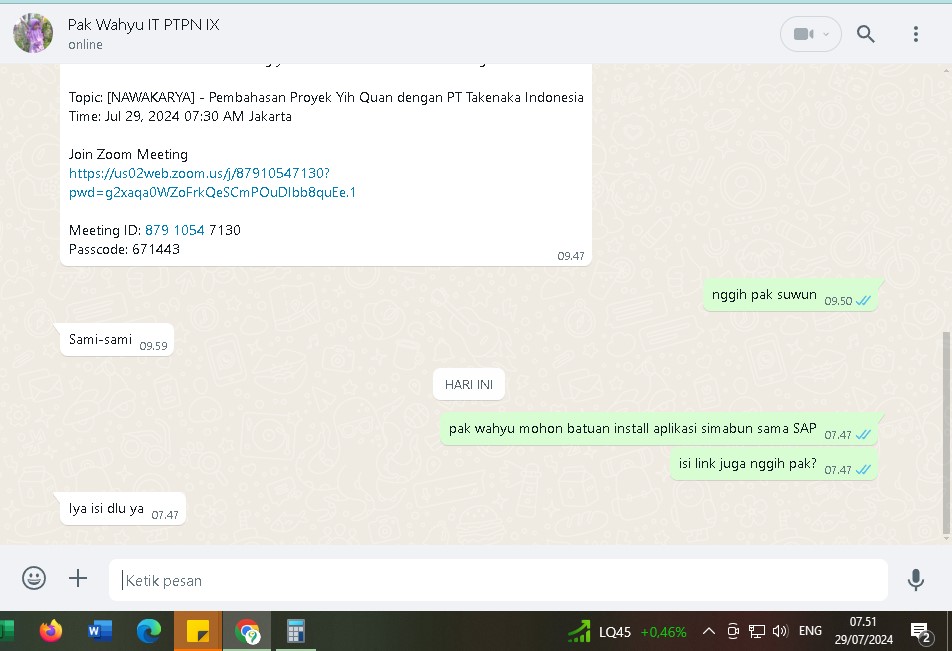 Pak Wahyu IT PTPN IX
online
Topic: [NAWAKARYA] - Pembahasan Proyek Yih Quan dengan PT Takenaka Indonesia
Time: Jul 29, 2024 07:30 AM Jakarta
Join Zoom Meeting
https://us02web.zoom.us/j/87910547130?
pwd=g2xaqa0WZoFrkQeSCmPOuDIbb8quEe.1
Meeting ID: 879 1054 7130
Passcode: 671443
09.47
nggih pak suwun 09.50
Sami-sami 09.59
HARI INI
pak wahyu mohon batuan install aplikasi simabun sama SAP 07.47
isi link juga nggih pak? 07.47
Iya isi dlu ya 07.47
Ketik pesan
LQ45 +0,46%
ENG
07.51
29/07/2024
2